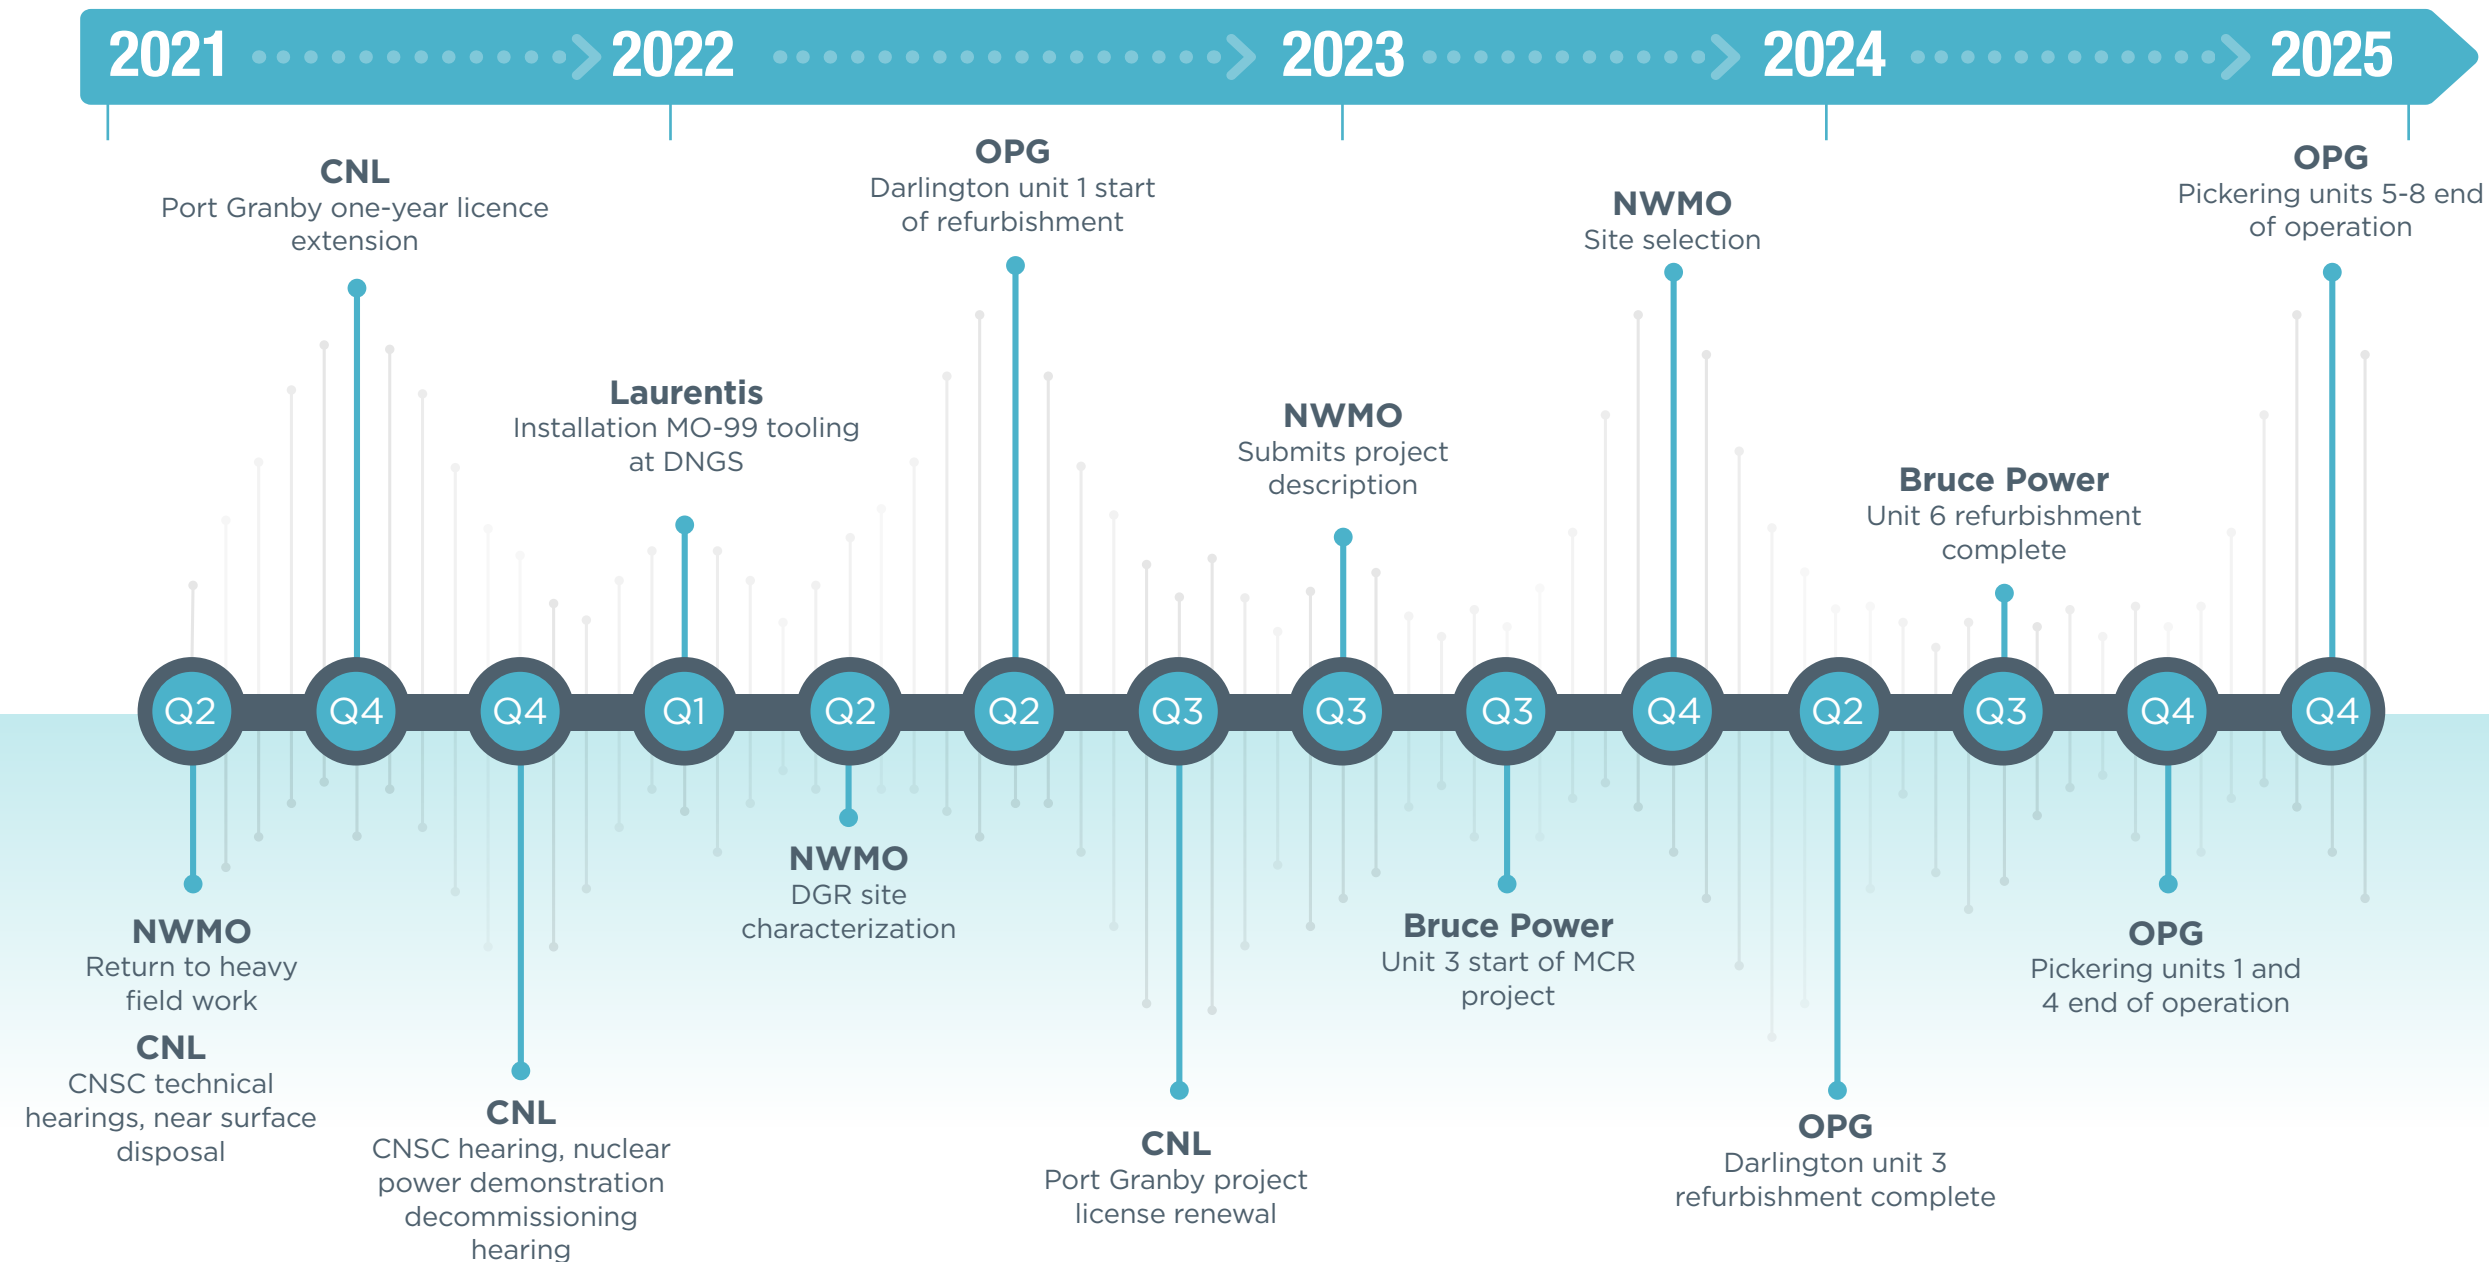 2021
2022
2023
2024
2025
CNL
Port Granby one-year licence
extension
OPG
Darlington unit 1 start
of refurbishment
NWMO
Site selection
OPG
Pickering units 5-8 end
of operation
Laurentis
Installation MO-99 tooling
at DNGS
NWMO
Submits project
description
Bruce Power
Unit 6 refurbishment
complete
Q2
Q4
Q4
Q1
Q2
Q2
Q3
Q3
Q3
Q4
Q2
Q3
Q4
Q4
NWMO
Return to heavy
field work
CNL
CNSC technical
hearings, near surface
disposal
CNL
CNSC hearing, nuclear
power demonstration
decommissioning
hearing
NWMO
DGR site
characterization
CNL
Port Granby project
license renewal
Bruce Power
Unit 3 start of MCR
project
OPG
Darlington unit 3
refurbishment complete
OPG
Pickering units 1 and
4 end of operation